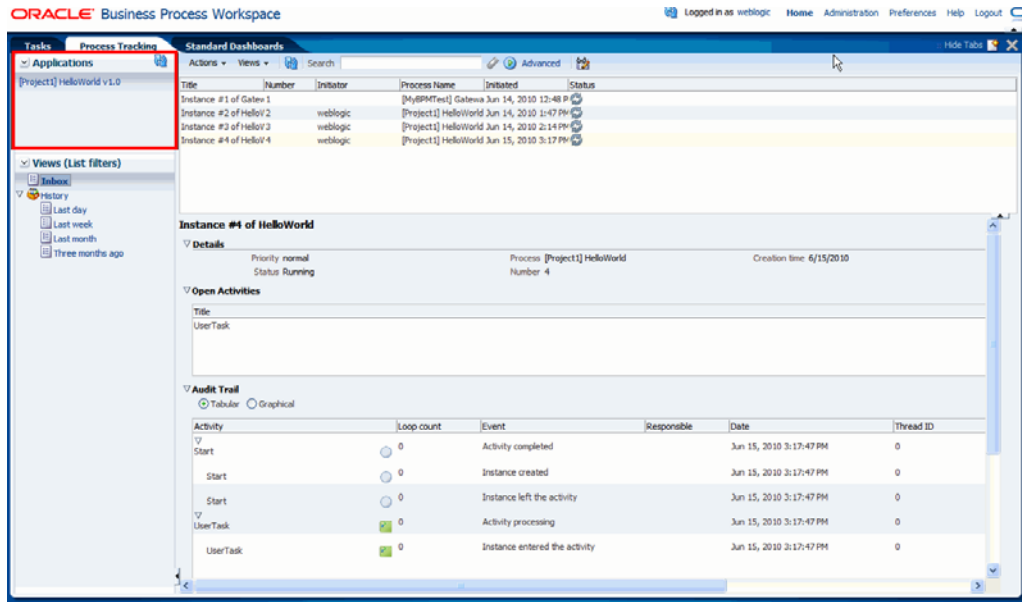 ORACLE Business Process Workspace
Logged in as weblogic Home Administration Preferences Help Logout
Tasks Process Tracking Standard Dashboards Hide Tabs
Applications
[Project1] HelloWorld v1.0
Actions Views Search Advanced
Title Number Initiator Process Name Initiated Status
Instance #1 of Gatew 1 [MyBPMTest] Gatewa Jun 14, 2010 12:48 P
Instance #2 of HelloV 2 weblogic [Project1] HelloWorld Jun 14, 2010 1:47 PM
Instance #3 of HelloV 3 weblogic [Project1] HelloWorld Jun 14, 2010 2:14 PM
Instance #4 of HelloV 4 weblogic [Project1] HelloWorld Jun 15, 2010 3:17 PM
Views (List filters)
Inbox
History
Last day
Last week
Last month
Three months ago
Instance #4 of HelloWorld
Details
Priority normal Process [Project1] HelloWorld Creation time 6/15/2010
Status Running Number 4
Open Activities
Title
UserTask
Audit Trail
Tabular Graphical
Activity Loop count Event Responsible Date Thread ID
Start 0 Activity completed Jun 15, 2010 3:17:47 PM 0
Start 0 Instance created Jun 15, 2010 3:17:47 PM 0
Start 0 Instance left the activity Jun 15, 2010 3:17:47 PM 0
UserTask 0 Activity processing Jun 15, 2010 3:17:47 PM 0
UserTask 0 Instance entered the activity Jun 15, 2010 3:17:47 PM 0